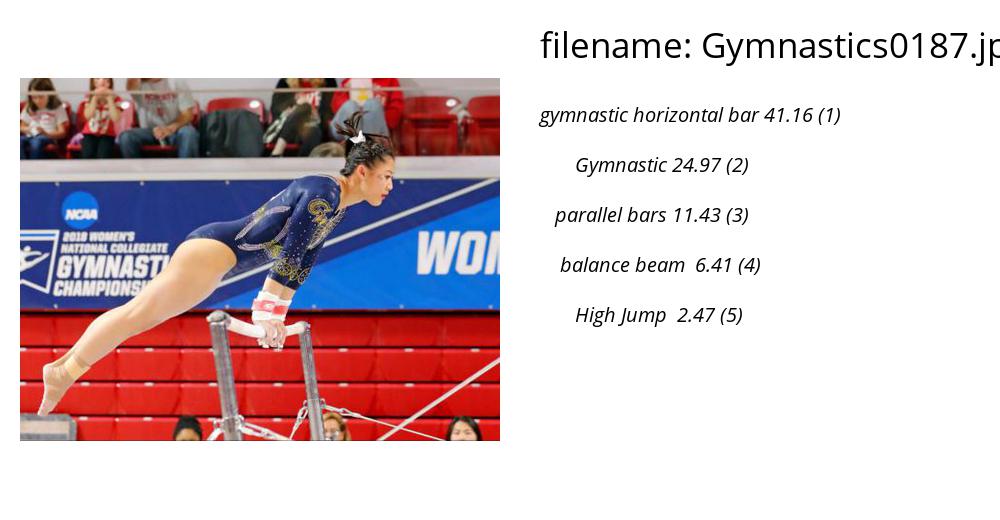 filename: Gymnastics0187.jp
gymnastic horizontal bar 41.16 (1)
Gymnastic 24.97 (2)
parallel bars 11.43 (3)
balance beam 6.41 (4)
High Jump 2.47 (5)
NCAA
2018 WOMEN'S
NATIONAL COLLEGIATE
GYMNASTI
CHAMPIONSH
WOM